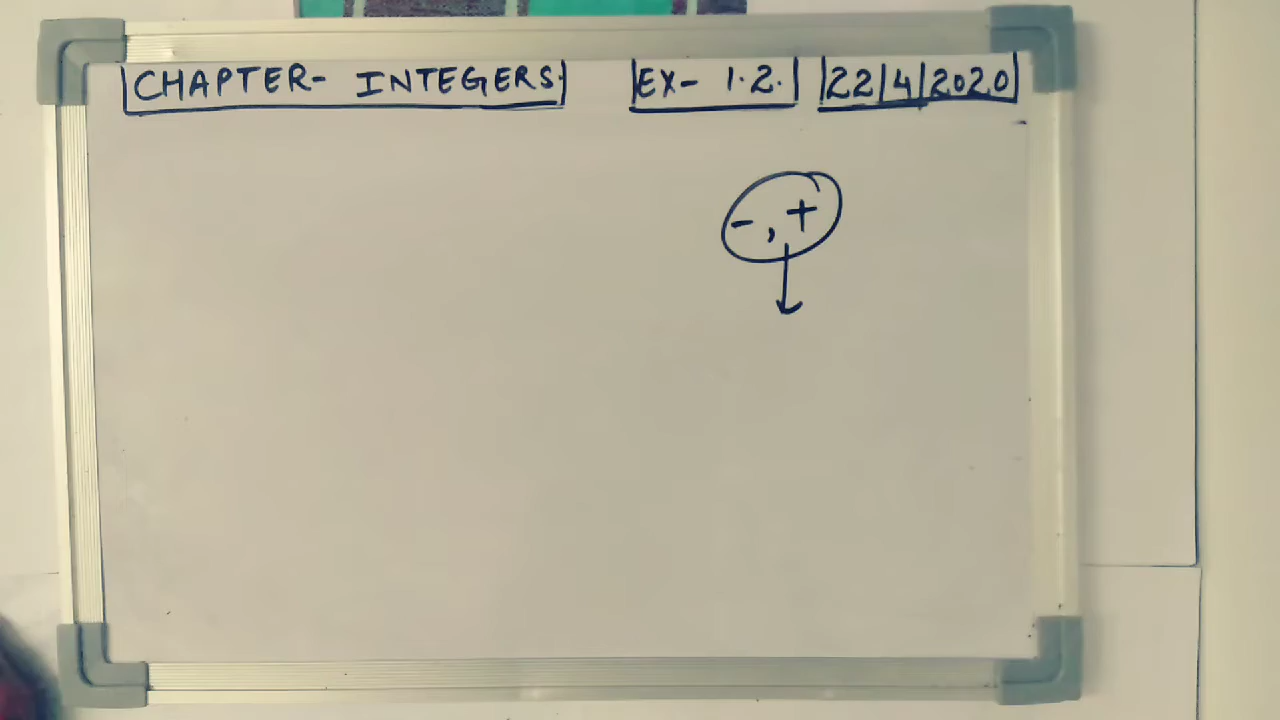 CHAPTER- INTEGERS. EX- 1.2. 22/4/2020
-, +